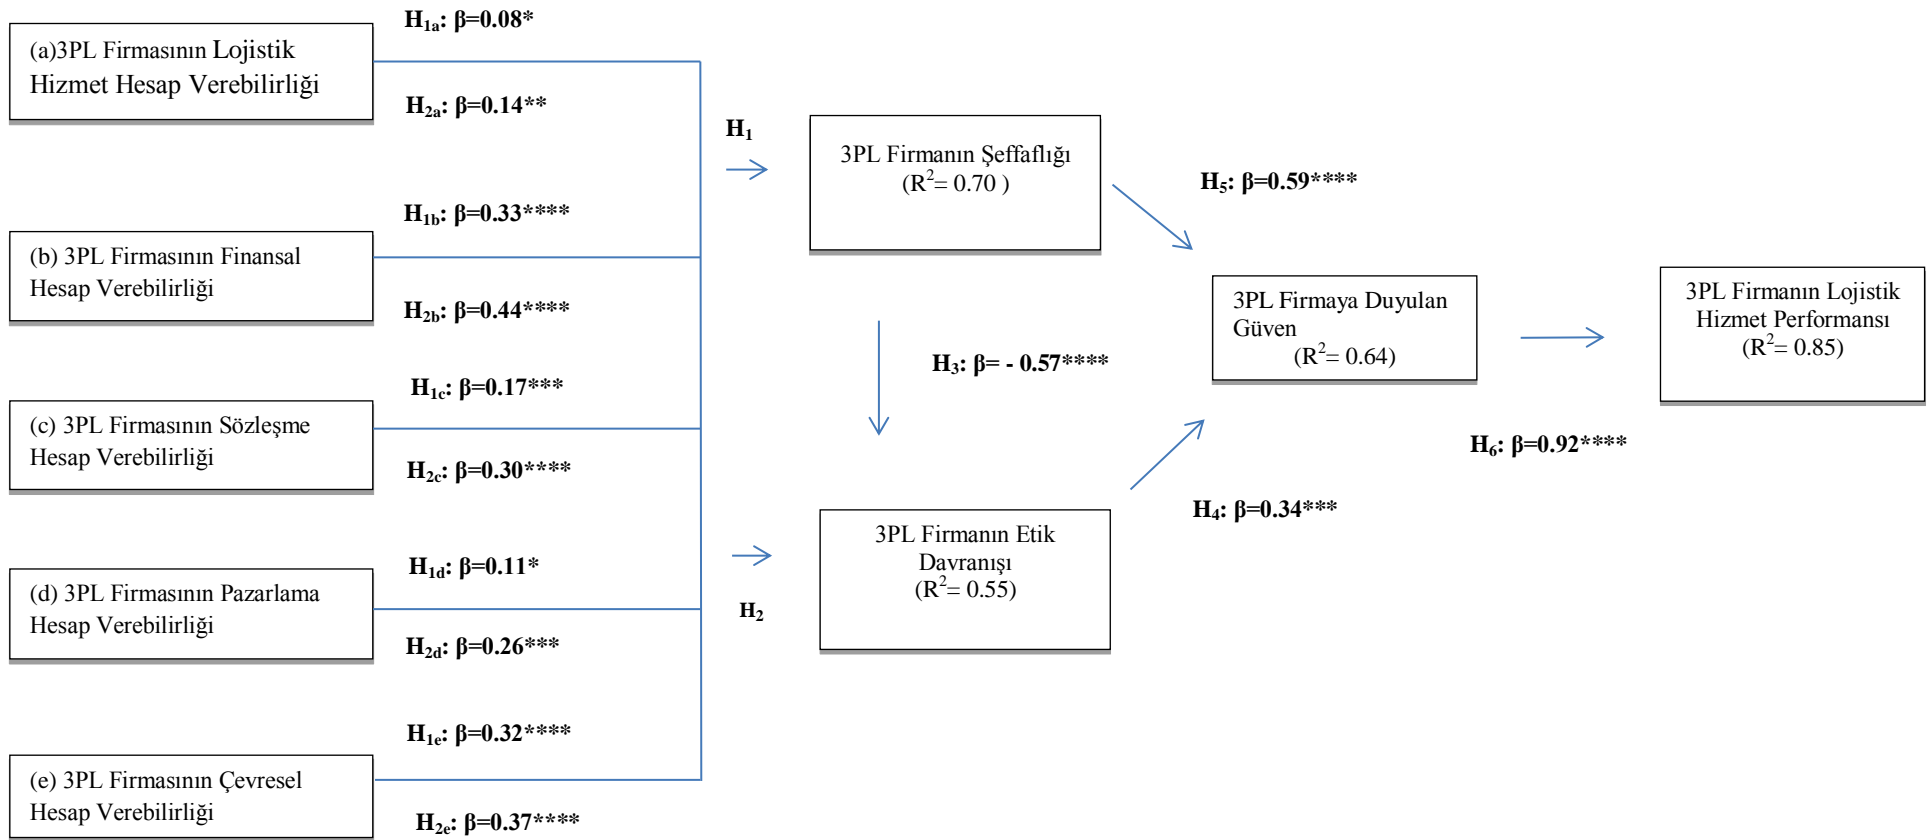 H1a: β=0.08*
(a)3PL Firmasının Lojistik
Hizmet Hesap Verebilirliği
H2a: β=0.14**
H1b: β=0.33****
(b) 3PL Firmasının Finansal
Hesap Verebilirliği
H2b: β=0.44****
H1c: β=0.17***
(c) 3PL Firmasının Sözleşme
Hesap Verebilirliği
H2c: β=0.30****
H1d: β=0.11*
(d) 3PL Firmasının Pazarlama
Hesap Verebilirliği
H2d: β=0.26***
H1e: β=0.32****
(e) 3PL Firmasının Çevresel
Hesap Verebilirliği
H2e: β=0.37****
H1
3PL Firmanın Şeffaflığı
(R²= 0.70 )
H3: β= - 0.57****
H2
3PL Firmanın Etik
Davranışı
(R²= 0.55)
H5: β=0.59****
3PL Firmaya Duyulan
Güven
(R²= 0.64)
H4: β=0.34***
H6: β=0.92****
3PL Firmanın Lojistik
Hizmet Performansı
(R²= 0.85)